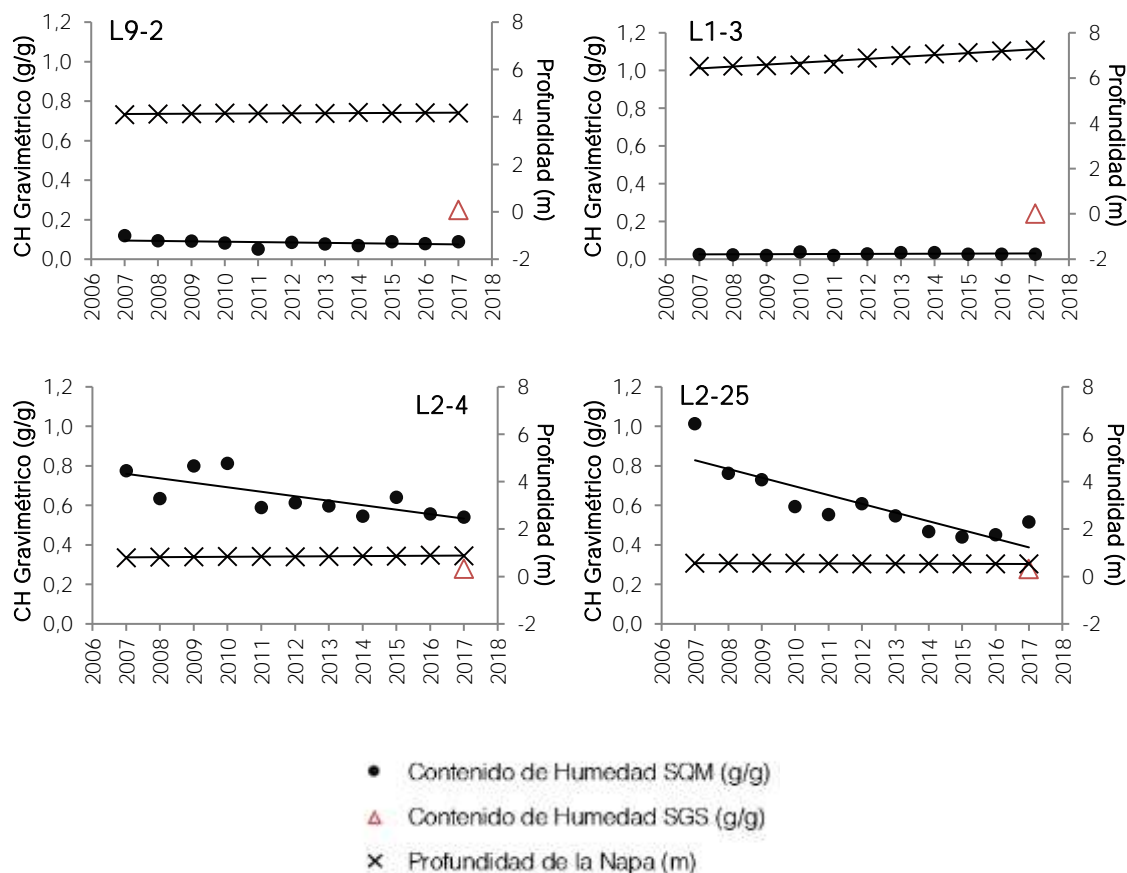 L9-2
CH Gravimétrico (g/g)
1,2
1,0
0,8
0,6
0,4
0,2
0,0
8
6
4
2
0
-2
Profundidad (m)
2006 2007 2008 2009 2010 2011 2012 2013 2014 2015 2016 2017 2018
L1-3
CH Gravimétrico (g/g)
1,2
1,0
0,8
0,6
0,4
0,2
0,0
8
6
4
2
0
-2
Profundidad (m)
2006 2007 2008 2009 2010 2011 2012 2013 2014 2015 2016 2017 2018
L2-4
CH Gravimétrico (g/g)
1,2
1,0
0,8
0,6
0,4
0,2
0,0
8
6
4
2
0
-2
Profundidad (m)
2006 2007 2008 2009 2010 2011 2012 2013 2014 2015 2016 2017 2018
L2-25
CH Gravimétrico (g/g)
1,2
1,0
0,8
0,6
0,4
0,2
0,0
8
6
4
2
0
-2
Profundidad (m)
2006 2007 2008 2009 2010 2011 2012 2013 2014 2015 2016 2017 2018
Contenido de Humedad SQM (g/g)
Contenido de Humedad SGS (g/g)
Profundidad de la Napa (m)